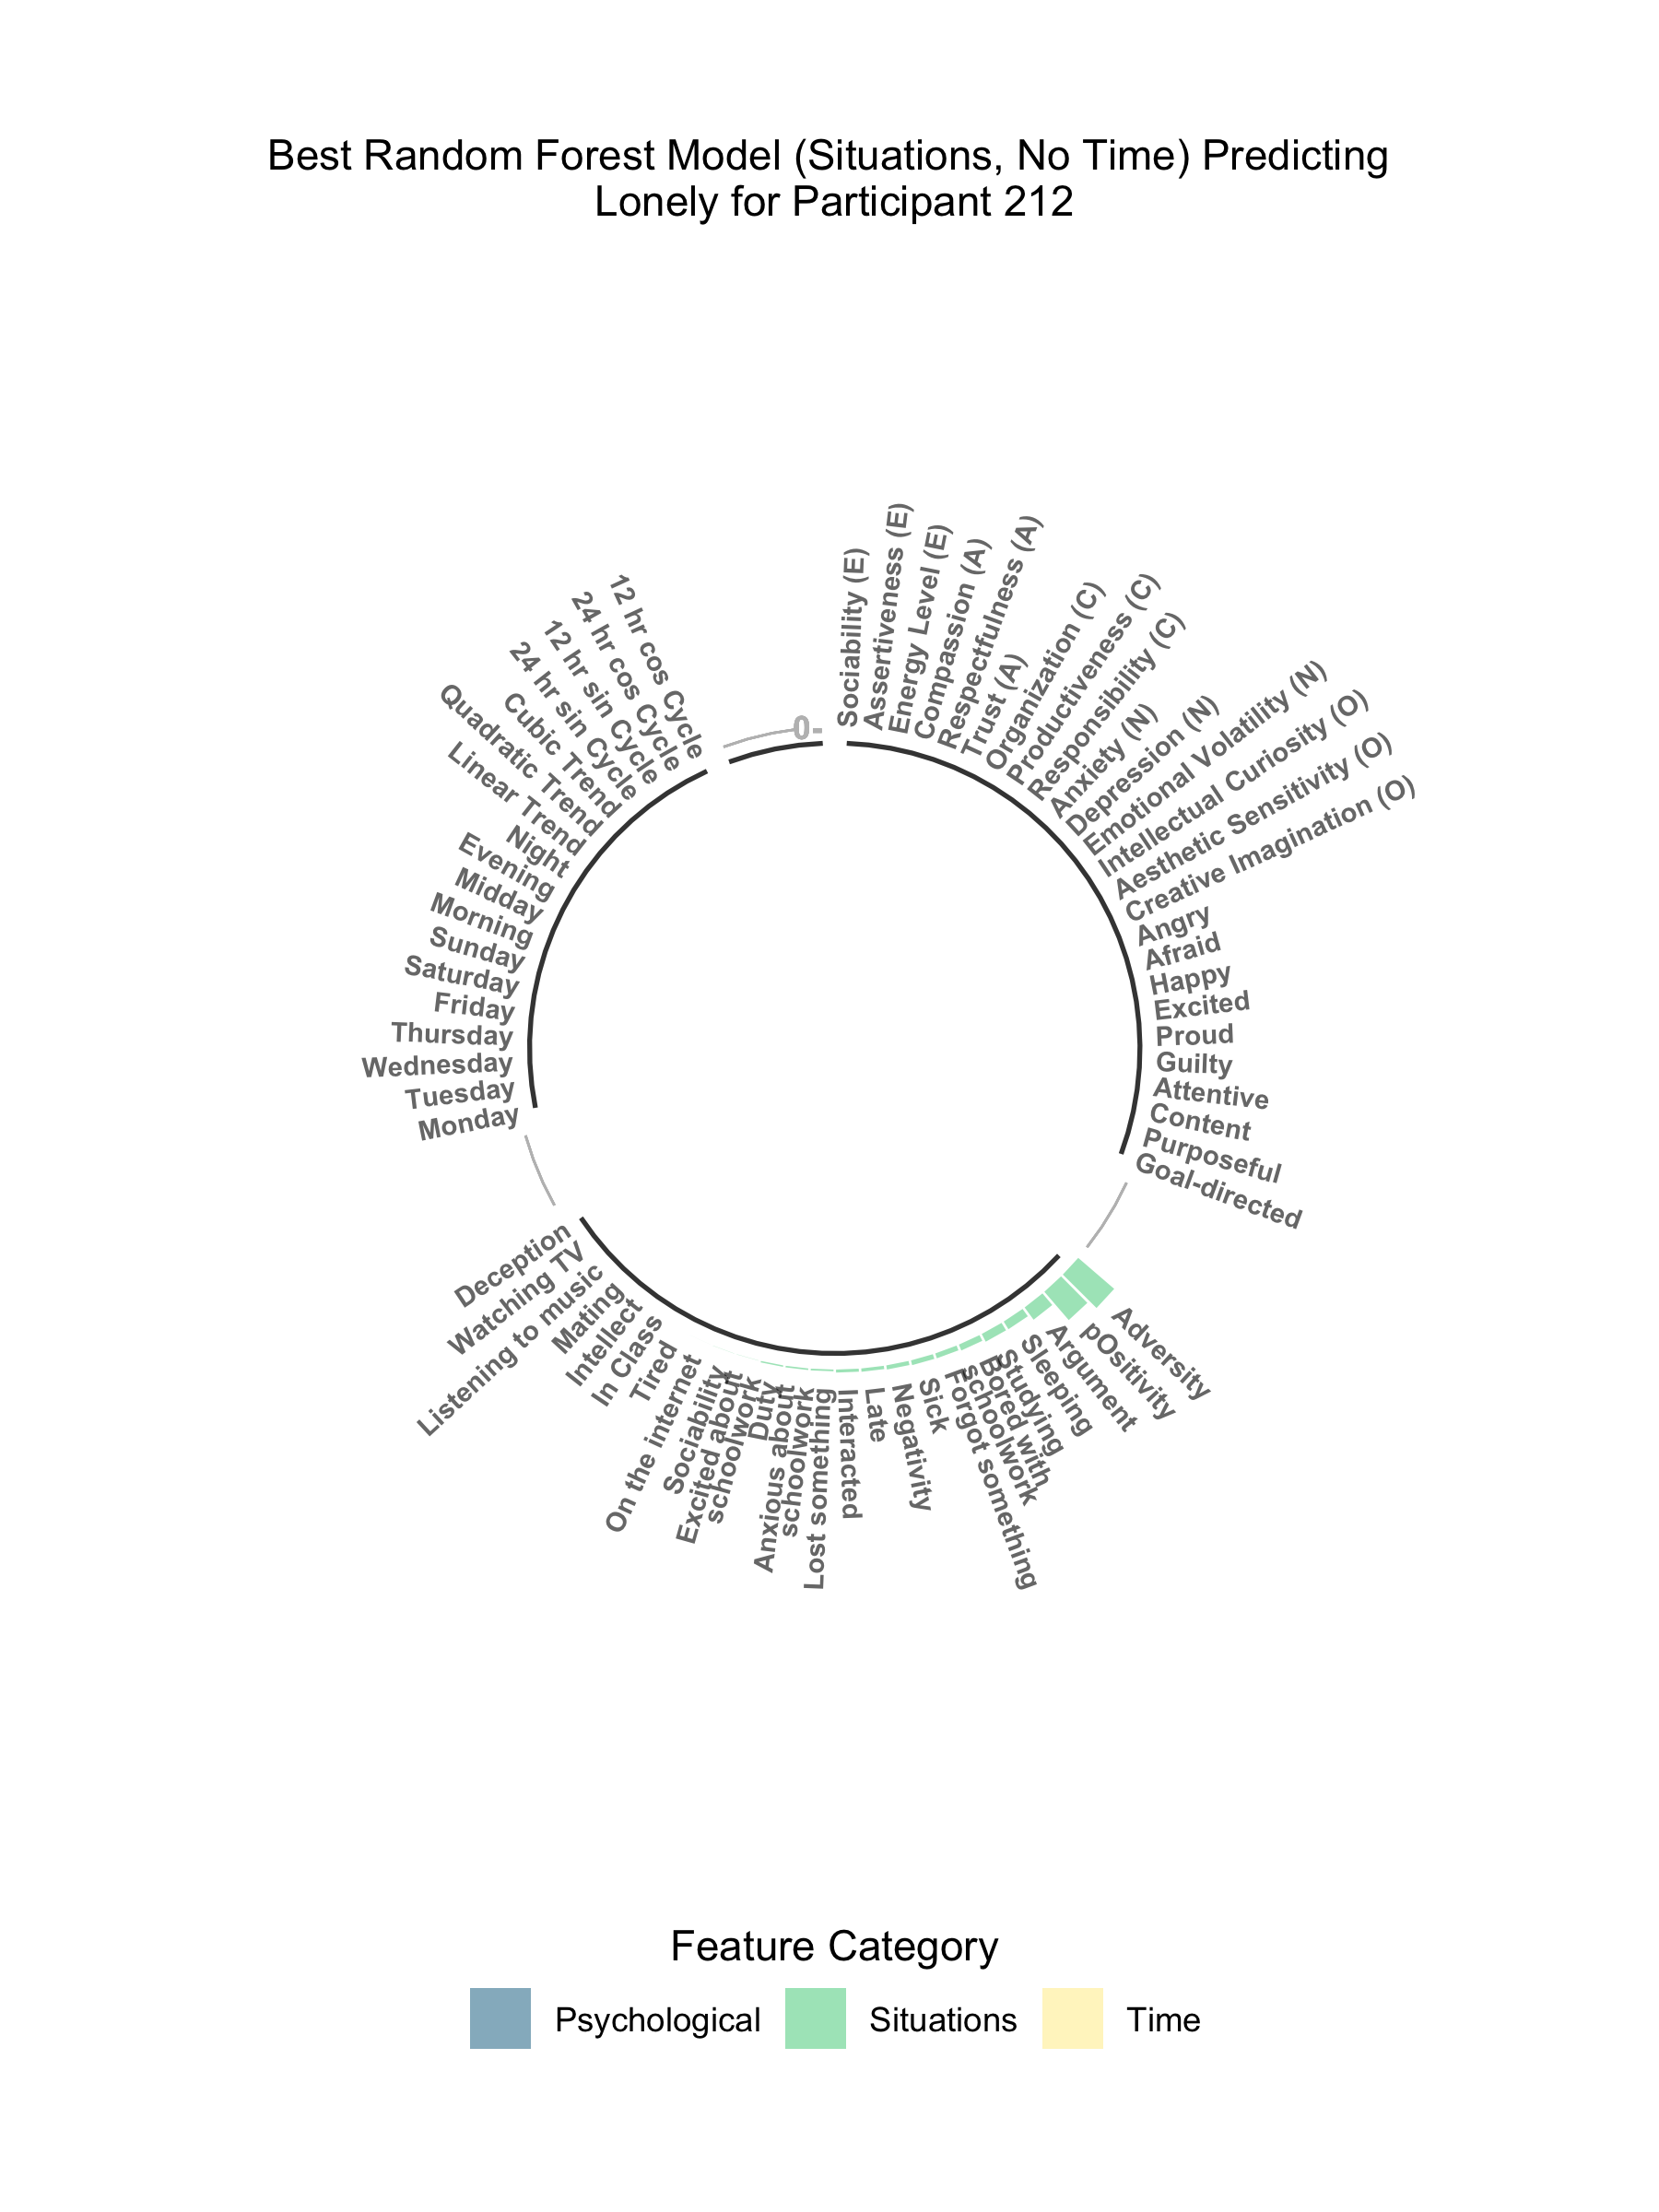 Best Random Forest Model (Situations, No Time) Predicting
Lonely for Participant 212
0-
Sociability (E)
Assertiveness (E)
Energy Level (E)
Compassion (A)
Respectfulness (A)
Trust (A)
Organization (C)
Productiveness (C)
Responsibility (C)
Anxiety (N)
Depression (N)
Emotional Volatility (N)
Intellectual Curiosity (O)
Aesthetic Sensitivity (O)
Creative Imagination (O)
Angry
Afraid
Happy
Excited
Proud
Guilty
Attentive
Content
Purposeful
Goal-directed
Adversity
pOsitivity
Argument
Sleeping
Studying
Bored with
schoolwork
Forgot something
Sick
Negativity
Late
Interacted
Lost something
Anxious about
schoolwork
Duty
Excited about
schoolwork
Sociability
On the internet
Tired
In Class
Intellect
Mating
Listening to music
Watching TV
Deception
Monday
Tuesday
Wednesday
Thursday
Friday
Saturday
Sunday
Morning
Midday
Evening
Night
Linear Trend
Quadratic Trend
Cubic Trend
24 hr sin Cycle
12 hr sin Cycle
24 hr cos Cycle
12 hr cos Cycle
Feature Category
Psychological
Situations
Time